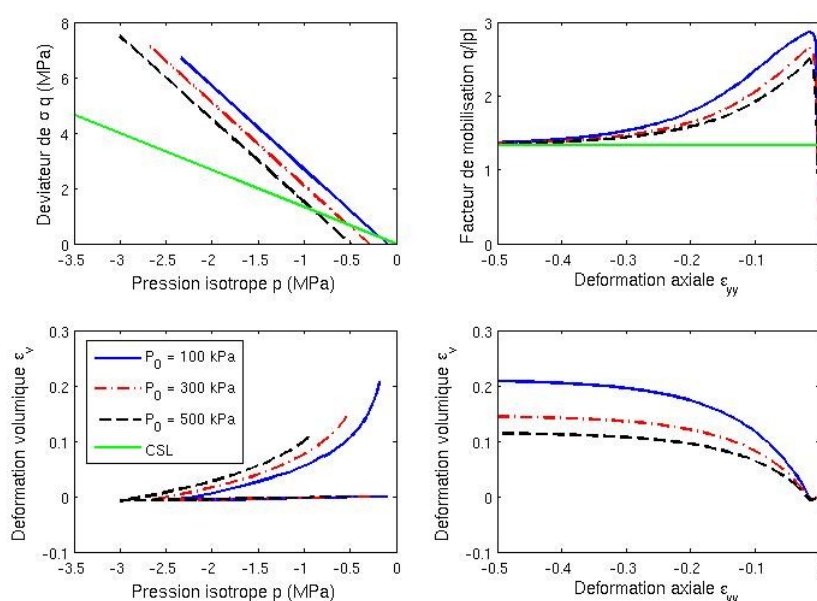 8
6
4
2
0
Deviateur de σ q (MPa)
-3.5 -3 -2.5 -2 -1.5 -1 -0.5 0
Pression isotrope p (MPa)
3
2
1
0
Facteur de mobilisation q/|p|
-0.5 -0.4 -0.3 -0.2 -0.1
Deformation axiale ε_yy
0.3
0.2
0.1
0
-0.1
Deformation volumique ε_v
P_0 = 100 kPa
P_0 = 300 kPa
P_0 = 500 kPa
CSL
-3.5 -3 -2.5 -2 -1.5 -1 -0.5 0
Pression isotrope p (MPa)
0.3
0.2
0.1
0
-0.1
Deformation volumique ε_v
-0.5 -0.4 -0.3 -0.2 -0.1
Deformation axiale ε_yy